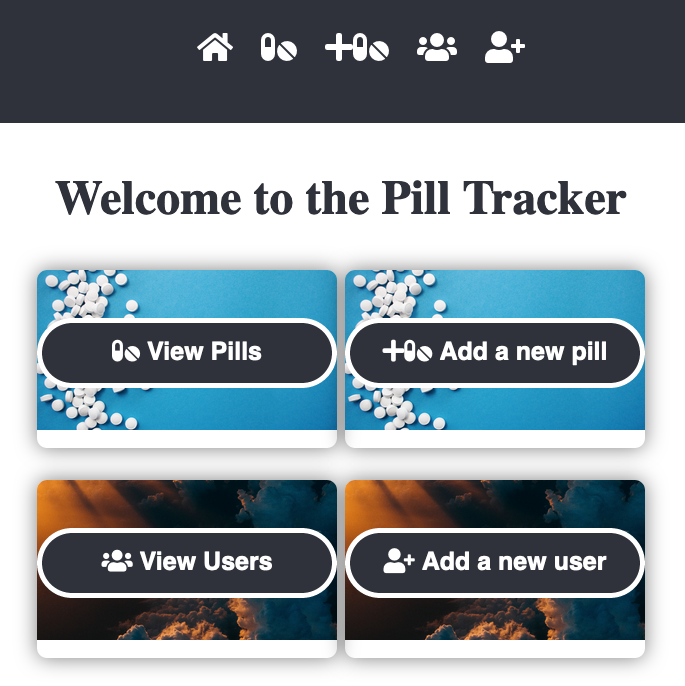 Welcome to the Pill Tracker
View Pills
Add a new pill
View Users
Add a new user